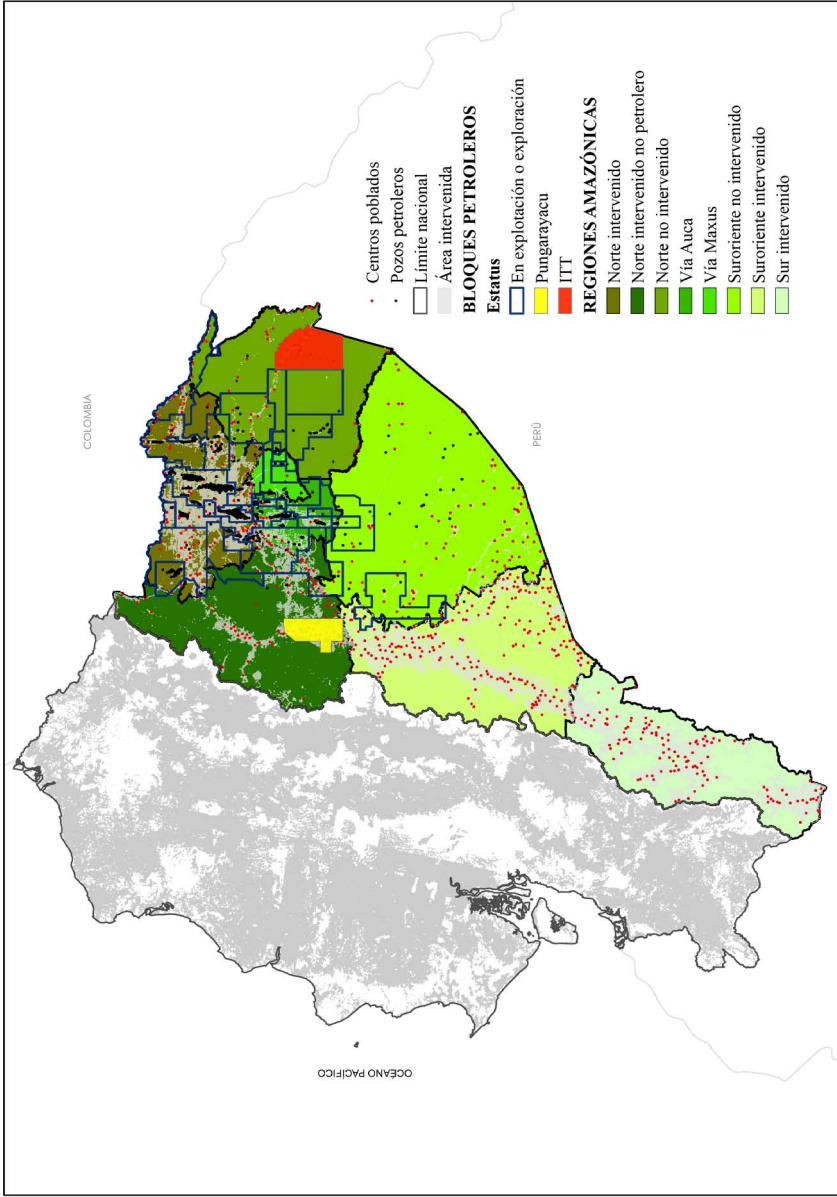 COLOMBIA
PERÚ
OCÉANO PACÍFICO
Centros poblados
Pozos petroleros
Límite nacional
Área intervenida
BLOQUES PETROLEROS
Estatus
En explotación o exploración
Pungarayacu
ITT
REGIONES AMAZÓNICAS
Norte intervenido
Norte intervenido no petrolero
Norte no intervenido
Vía Auca
Vía Maxus
Suroriente no intervenido
Suroriente intervenido
Sur intervenido